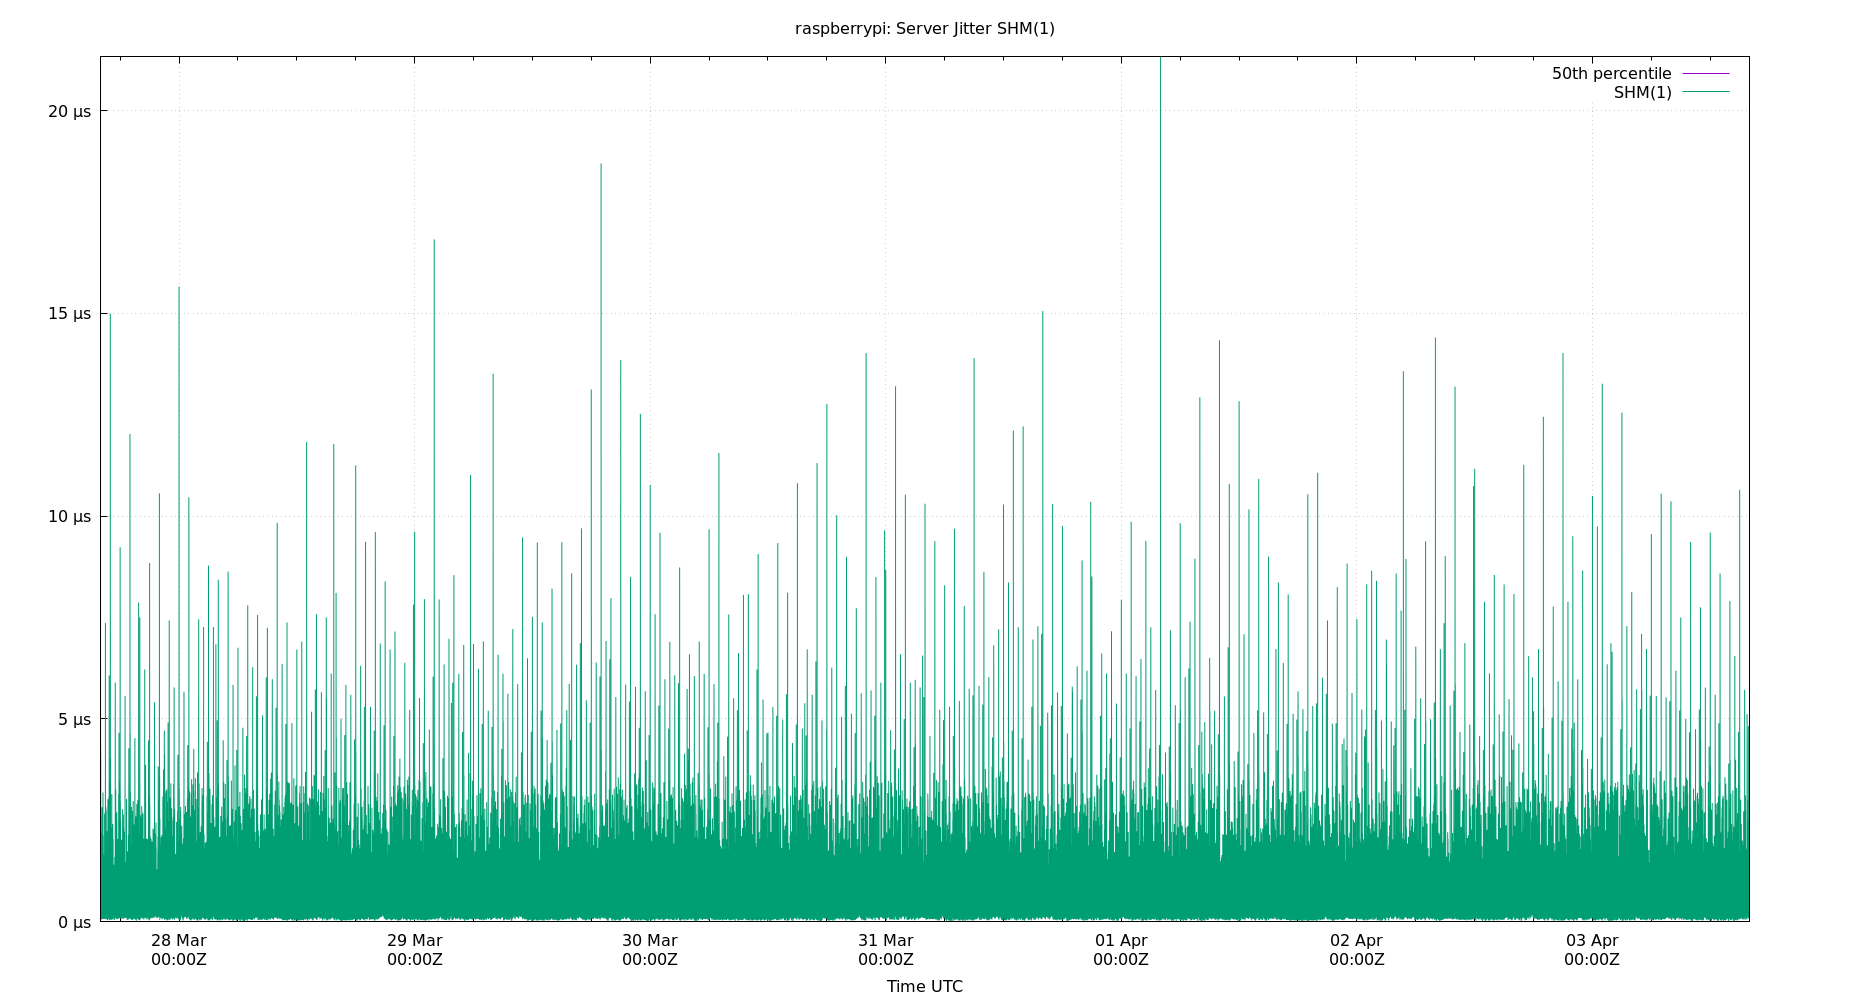 raspberrypi: Server Jitter SHM(1)
50th percentile
SHM(1)
20 µs
15 µs
10 µs
5 µs
0 µs
28 Mar 29 Mar 30 Mar 31 Mar 01 Apr 02 Apr 03 Apr
00:00Z 00:00Z 00:00Z 00:00Z 00:00Z 00:00Z 00:00Z
Time UTC